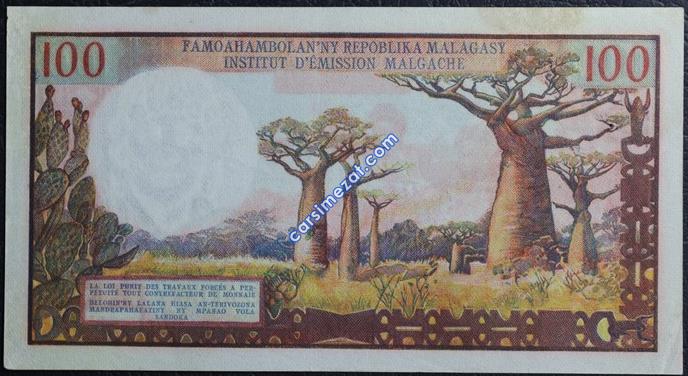 100
FAMOAHAMBOLAN'NY REPOBLIKA MALAGASY
INSTITUT D'ÉMISSION MALGACHE
100
carsimezat.com
LA LOI PUNIT DES TRAVAUX FORCÉS A PER-
PÉTUITÉ TOUT CONTREFACTEUR DE MONNAIE
DIDIN'NY LALANA HIASA AN-TERIVOZONA
MANDRAPAHAFATINY NY MPANAO VOLA
SANDOKA